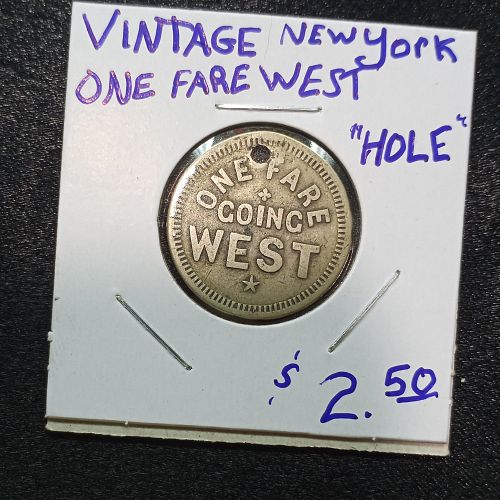 VINTAGE NEW YORK
ONE FARE WEST
"HOLE"
ONE FARE
GOING
WEST
$ 2.50